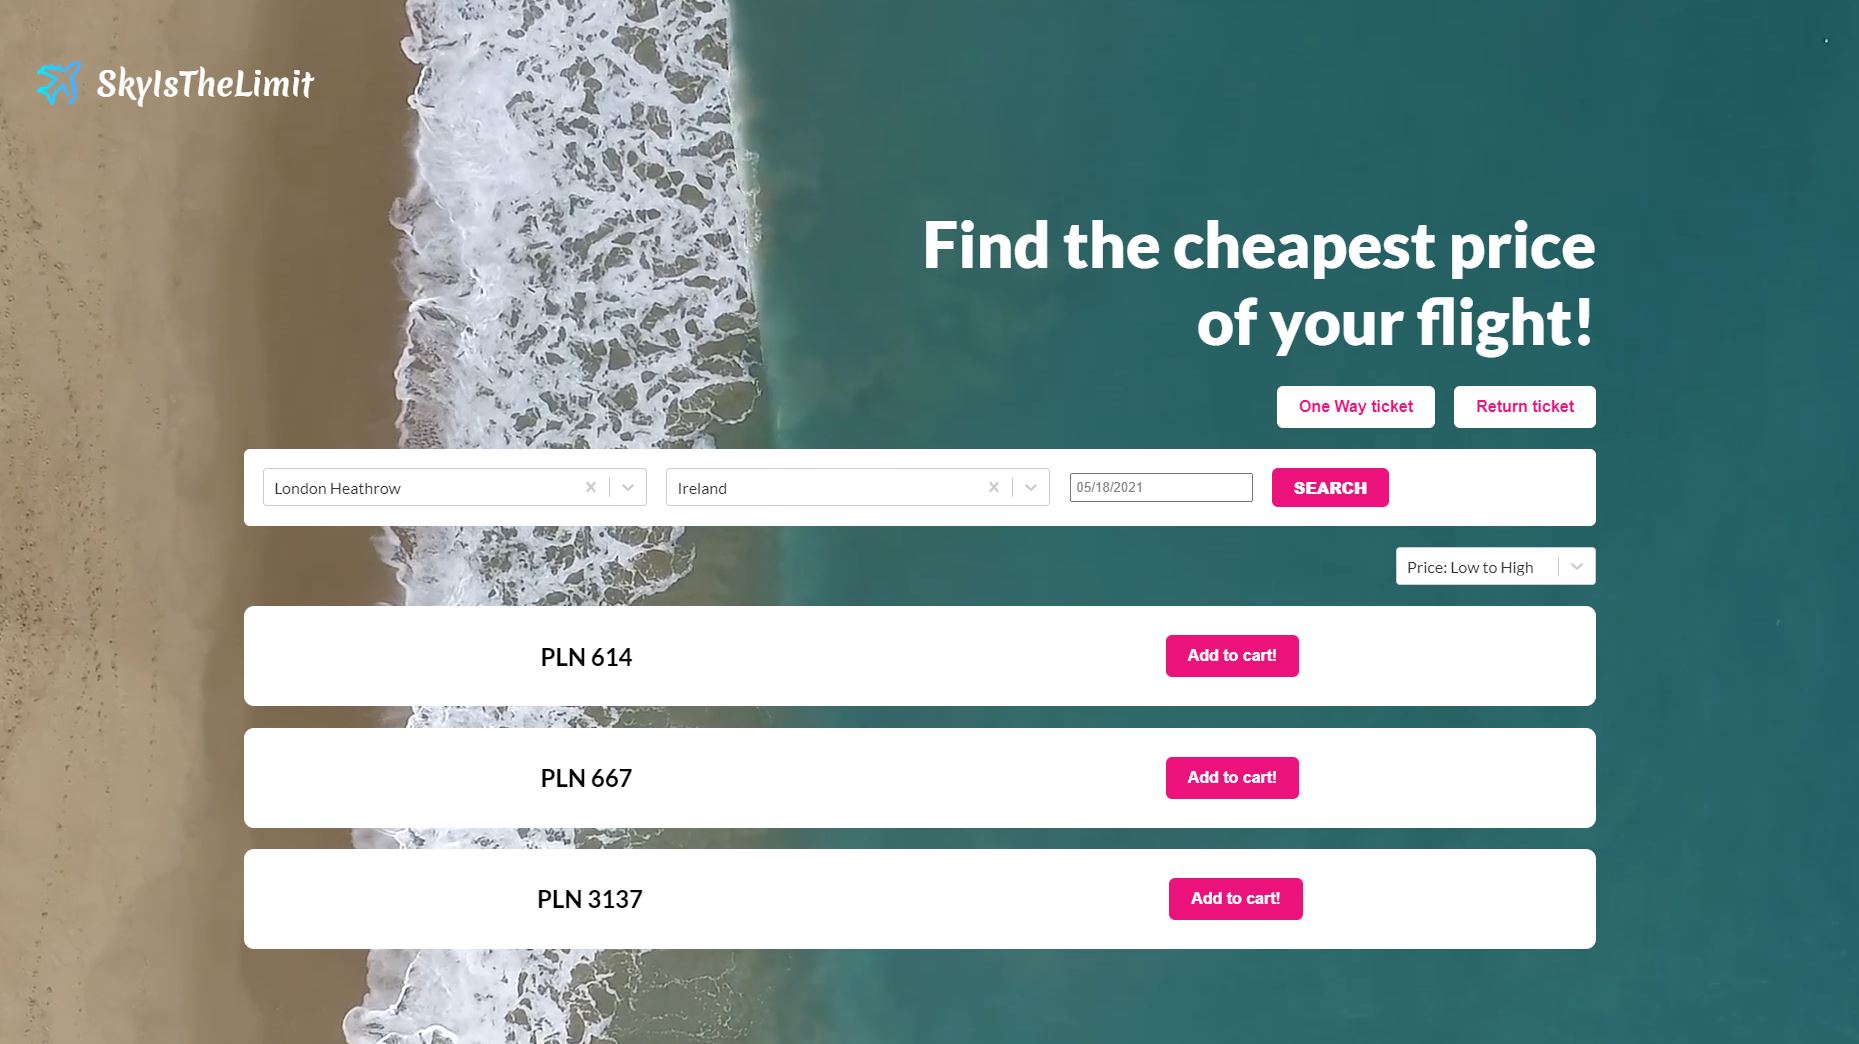 SkyIsTheLimit
Find the cheapest price
of your flight!
One Way ticket
Return ticket
London Heathrow
Ireland
05/18/2021
SEARCH
Price: Low to High
PLN 614
Add to cart!
PLN 667
Add to cart!
PLN 3137
Add to cart!